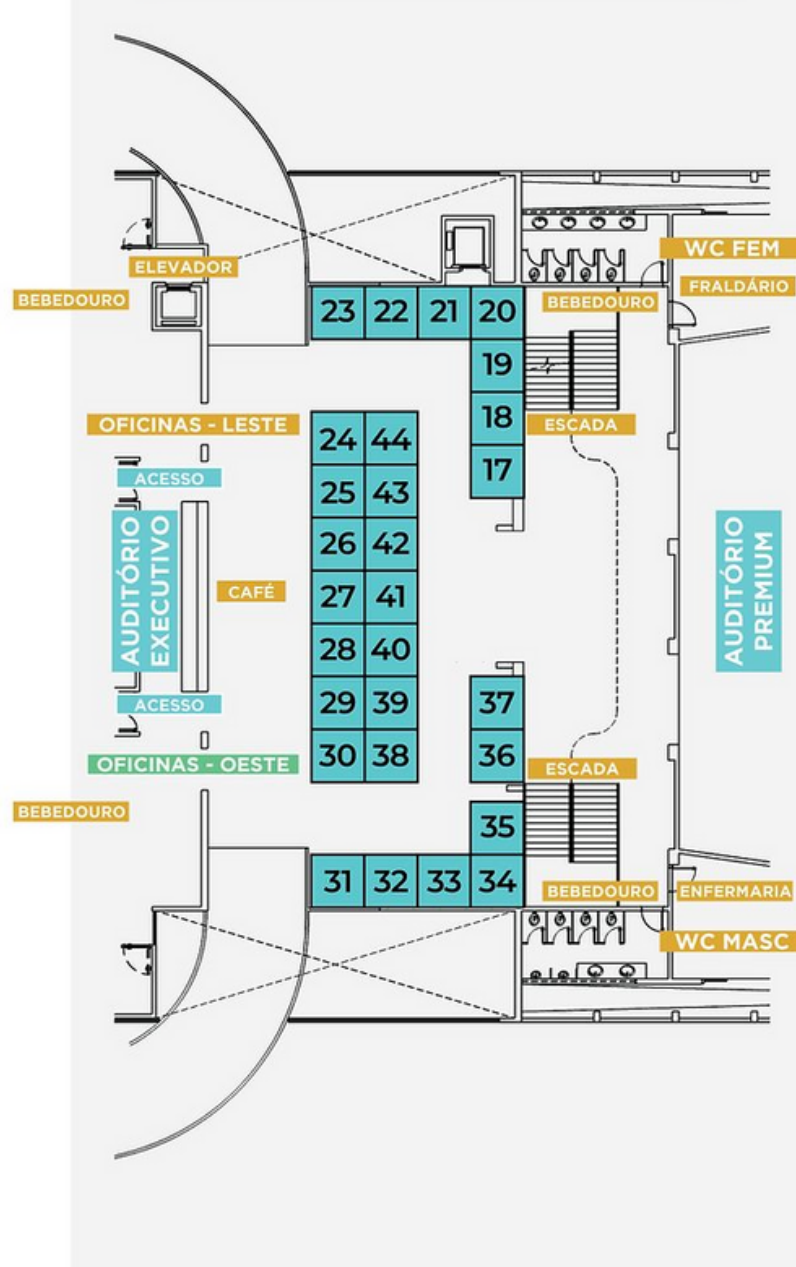 WC FEM
ELEVADOR
FRALDÁRIO
BEBEDOURO
BEBEDOURO
23 22 21 20
19
18
17
OFICINAS - LESTE
ESCADA
24 44
25 43
26 42
27 41
28 40
29 39
30 38
ACESSO
AUDITÓRIO
EXECUTIVO
CAFÉ
AUDITÓRIO
PREMIUM
ACESSO
37
36
OFICINAS - OESTE
ESCADA
BEBEDOURO
35
31 32 33 34
BEBEDOURO
ENFERMARIA
WC MASC